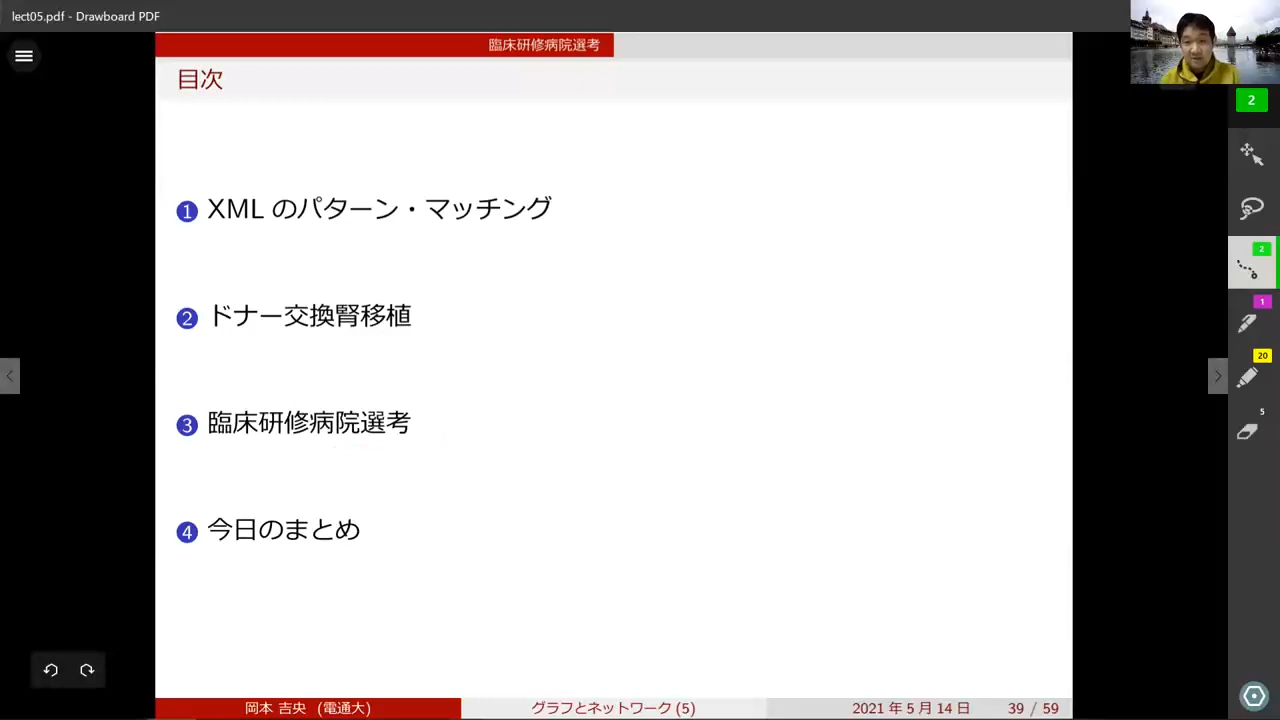 lect05.pdf - Drawboard PDF
臨床研修病院選考
目次
2
1 XML のパターン・マッチング
2
2 ドナー交換腎移植
1
20
3 臨床研修病院選考
5
4 今日のまとめ
岡本 吉央 (電通大)
グラフとネットワーク (5)
2021 年 5 月 14 日
39 / 59